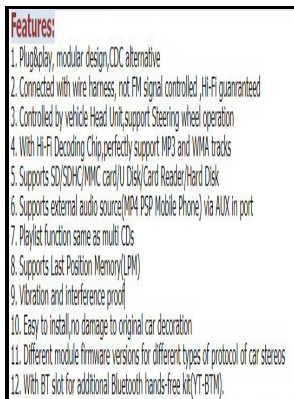 Features:
1. Plug&play, modular design,CDC alternative
2. Connected with wire harness, not FM signal controlled ,Hi-Fi guanranteed
3. Controlled by vehicle Head Unit,support Steering wheel operation
4. With Hi-Fi Decoding Chip,perfectly support MP3 and WMA tracks
5. Supports SD/SDHC/MMC card/U Disk/Card Reader/Hard Disk
6. Supports external audio source(MP4 PSP Mobile Phone) via AUX in port
7. Playlist function same as multi CDs
8. Supports Last Position Memory(LPM)
9. Vibration and interference proof
10. Easy to install,no damage to original car decoration
11. Different module firmware versions for different types of protocol of car stereos
12. With BT slot for additional Bluetooth hands-free kit(YT-BTM).